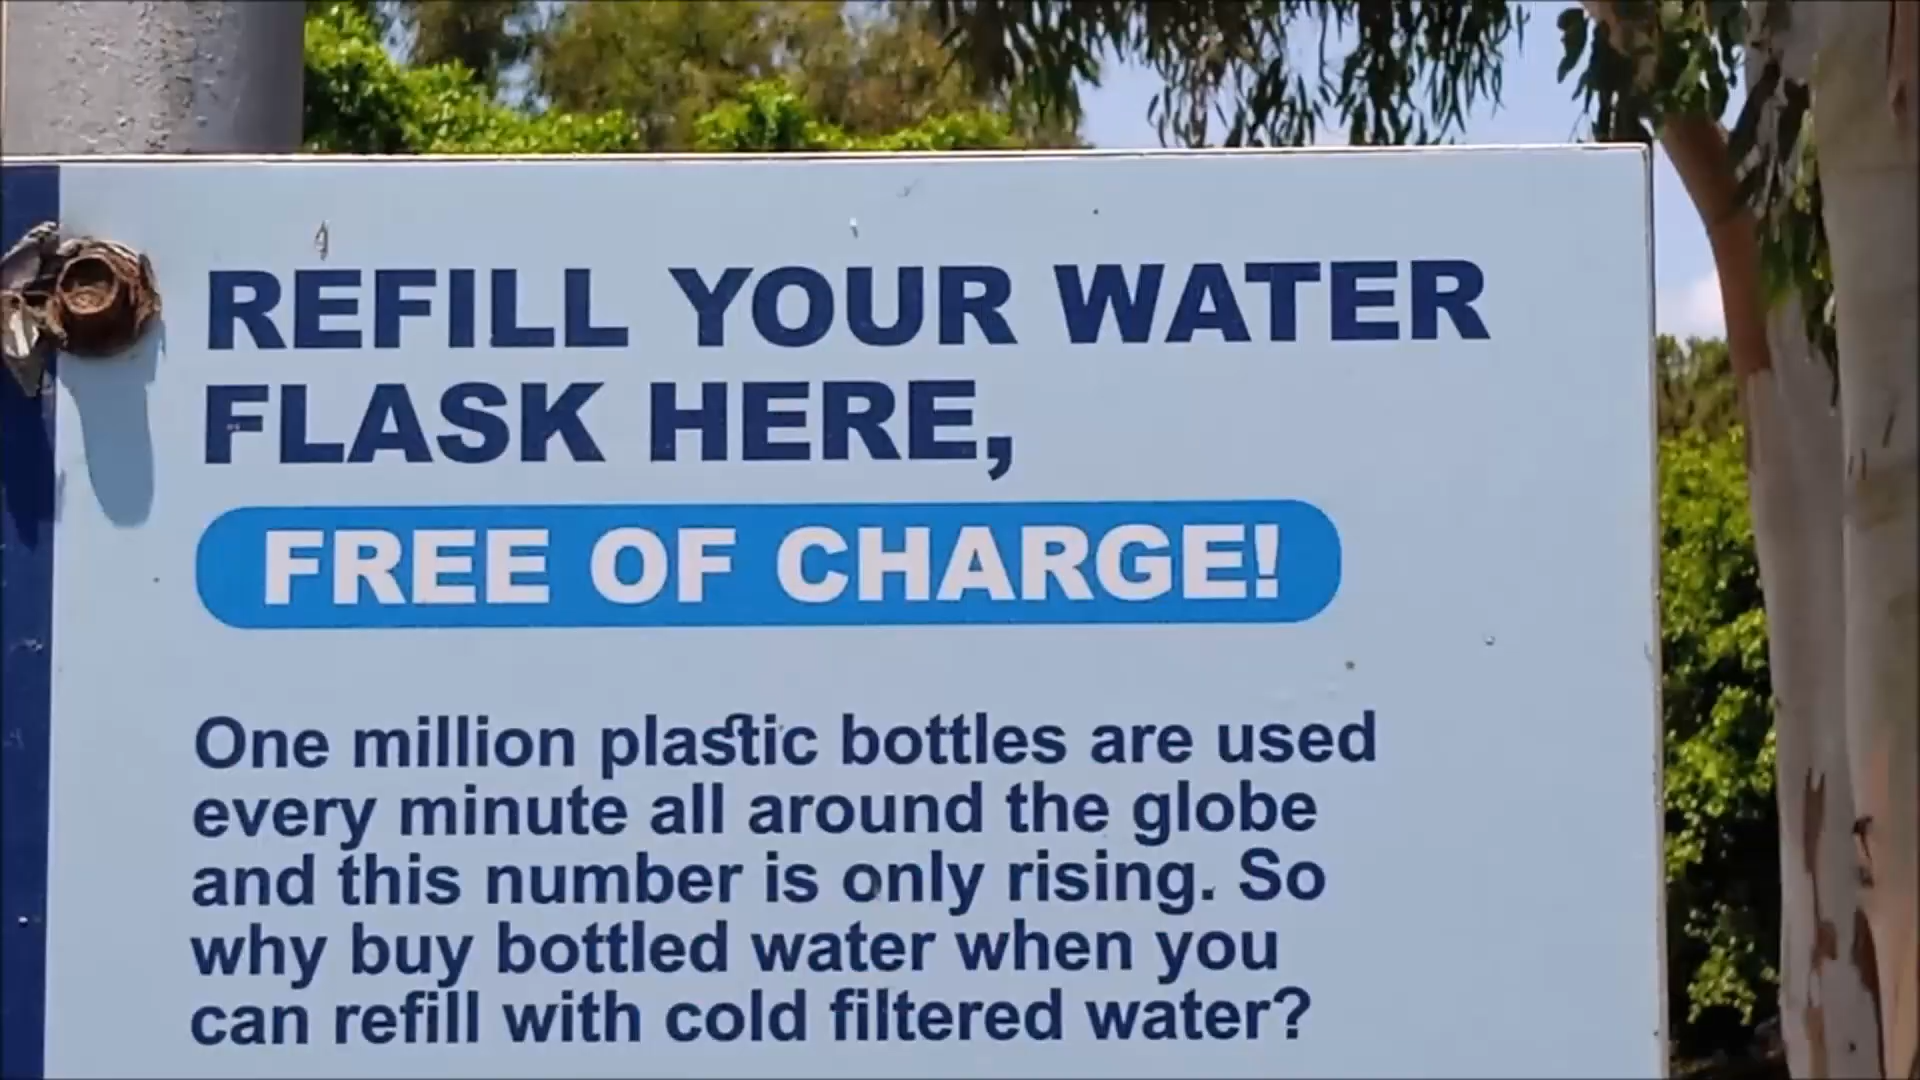 REFILL YOUR WATER
FLASK HERE,
FREE OF CHARGE!
One million plastic bottles are used
every minute all around the globe
and this number is only rising. So
why buy bottled water when you
can refill with cold filtered water?